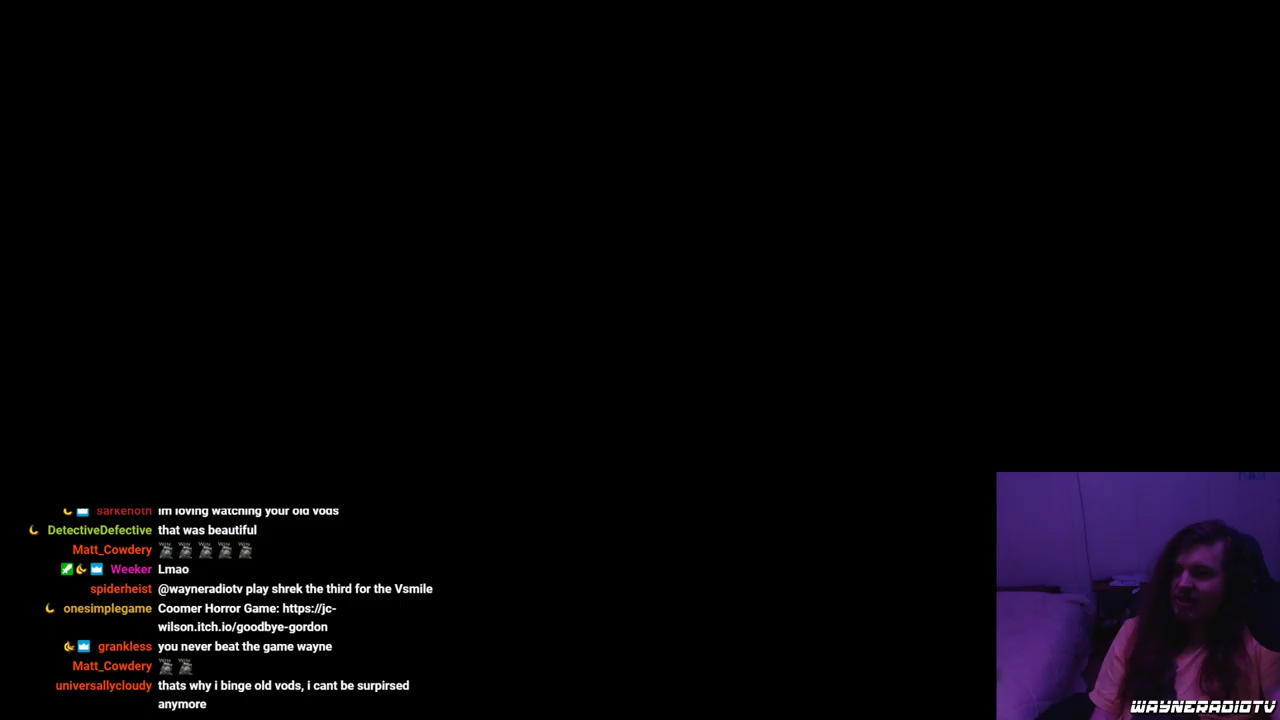 sarkenoth im loving watching your old vods
DetectiveDefective that was beautiful
Matt_Cowdery
Weeker Lmao
spiderheist @wayneradiotv play shrek the third for the Vsmile
onesimplegame Coomer Horror Game: https://jc-
wilson.itch.io/goodbye-gordon
grankless you never beat the game wayne
Matt_Cowdery
universallycloudy thats why i binge old vods, i cant be surpirsed
anymore
WAYNERADIOTV